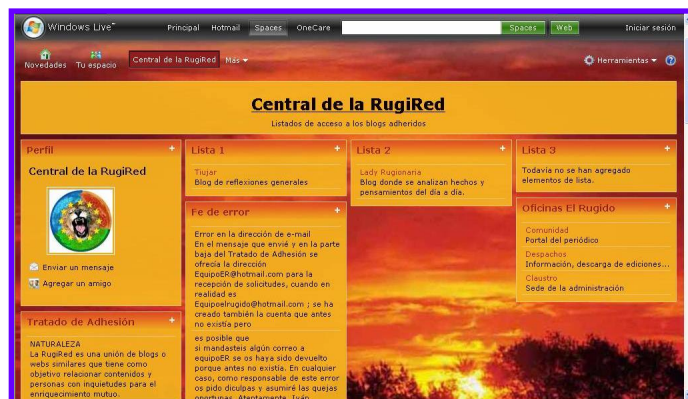 Windows Live™
Principal Hotmail Spaces OneCare
Spaces Web
Iniciar sesión
Novedades Tu espacio Central de la RugiRed Más
Herramientas
Central de la RugiRed
Listados de acceso a los blogs adheridos
Perfil
Central de la RugiRed
Enviar un mensaje
Agregar un amigo
Tratado de Adhesión
NATURALEZA
La RugiRed es una unión de blogs o
webs similares que tiene como
objetivo relacionar contenidos y
personas con inquietudes para el
enriquecimiento mutuo.
Lista 1
Tiujar
Blog de reflexiones generales
Fe de error
Error en la dirección de e-mail
En el mensaje que envié y en la parte
baja del Tratado de Adhesión se
ofrecía la dirección
EquipoER@hotmail.com para la
recepción de solicitudes, cuando en
realidad es
Equipoelrugido@hotmail.com ; se ha
creado también la cuenta que antes
no existía pero
es posible que
si mandasteis algún correo a
equipoER se os haya sido devuelto
porque antes no existía. En cualquier
caso, como responsable de este error
os pido diculpas y asumiré las quejas
oportunas. Atentamente, Iván
Lista 2
Lady Rugionaria
Blog donde se analizan hechos y
pensamientos del día a día.
Lista 3
Todavía no se han agregado
elementos de lista.
Oficinas El Rugido
Comunidad
Portal del periódico
Despachos
Información, descarga de ediciones...
Claustro
Sede de la administración